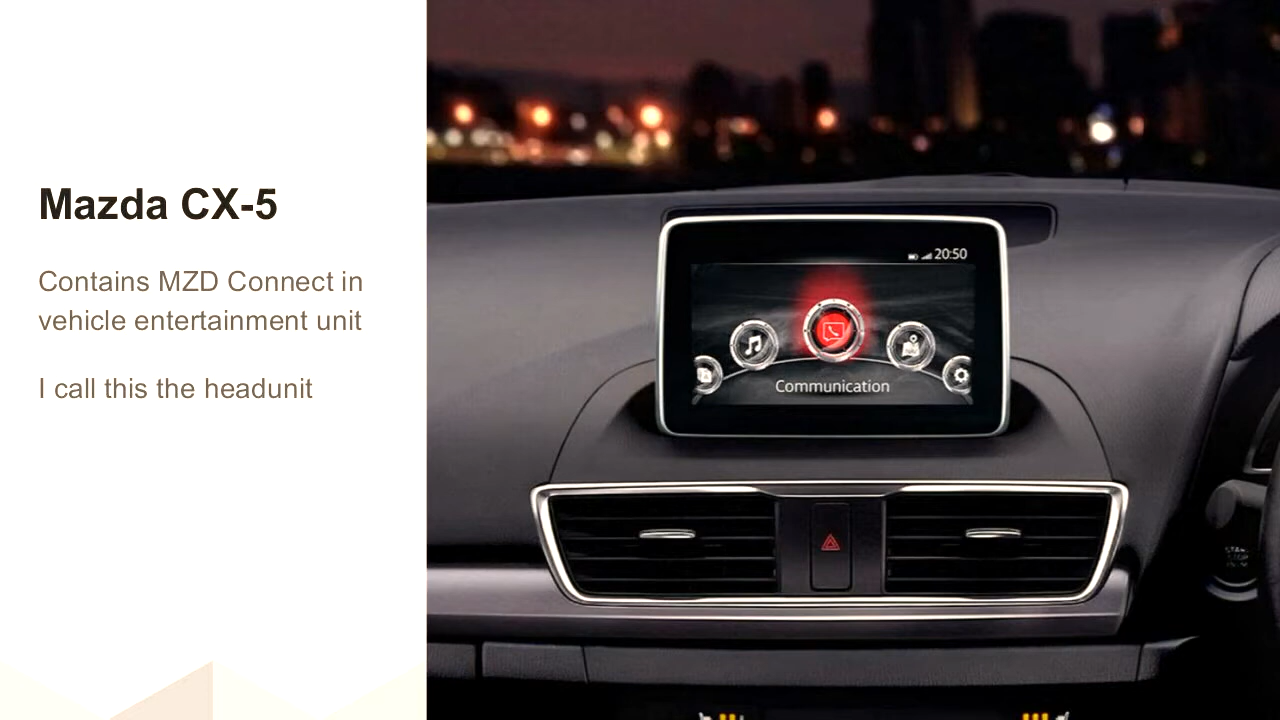 Mazda CX-5
Contains MZD Connect in
vehicle entertainment unit
I call this the headunit
20:50
Communication